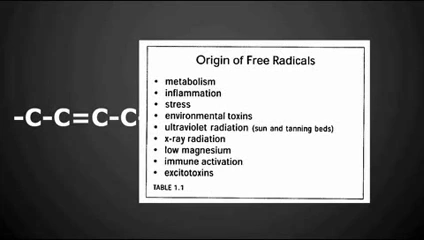 Origin of Free Radicals
• metabolism
• inflammation
• stress
-C-C=C-C-
• environmental toxins
• ultraviolet radiation (sun and tanning beds)
• x-ray radiation
• low magnesium
• immune activation
• excitotoxins
TABLE 1.1